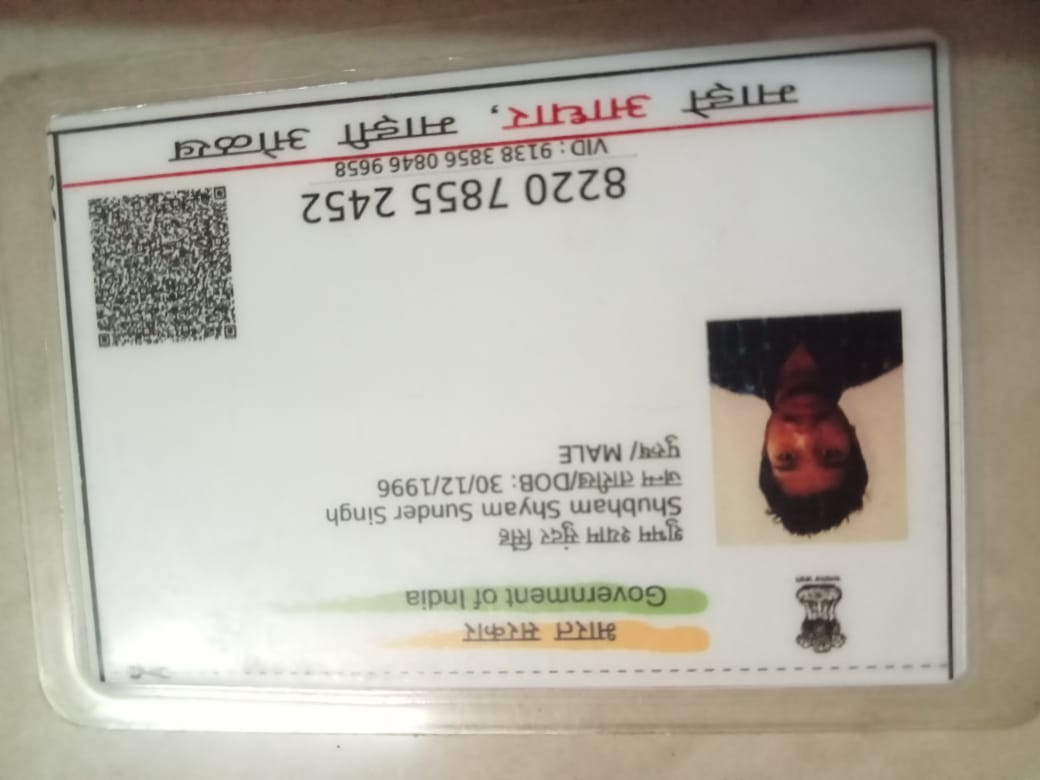 भारत सरकार
Government of India
शुभम श्याम सुंदर सिंह
Shubham Shyam Sunder Singh
जन्म तारीख/DOB: 30/12/1996
पुरुष/ MALE
8220 7855 2452
VID : 9138 3856 0846 9658
माझे आधार, माझी ओळख